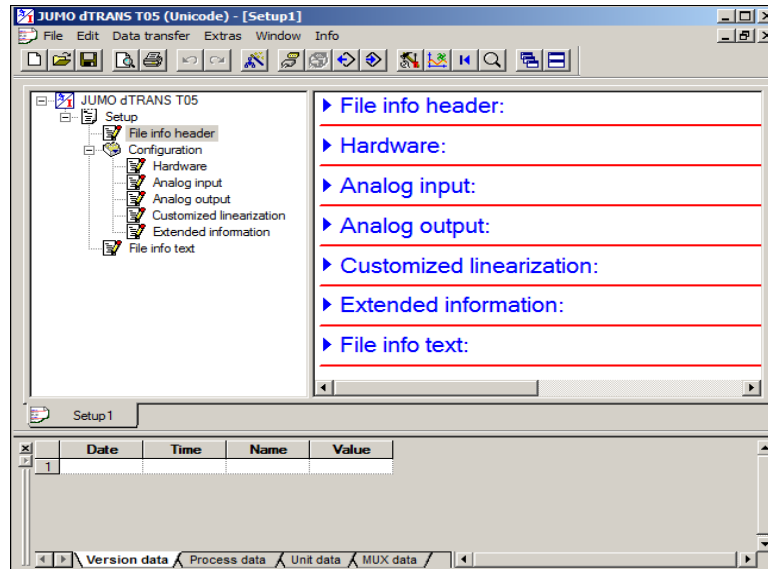 JUMO dTRANS T05 (Unicode) - [Setup1]
File Edit Data transfer Extras Window Info
JUMO dTRANS T05
Setup
File info header
Configuration
Hardware
Analog input
Analog output
Customized linearization
Extended information
File info text
File info header:
Hardware:
Analog input:
Analog output:
Customized linearization:
Extended information:
File info text:
Setup1
Date Time Name Value
1
Version data Process data Unit data MUX data